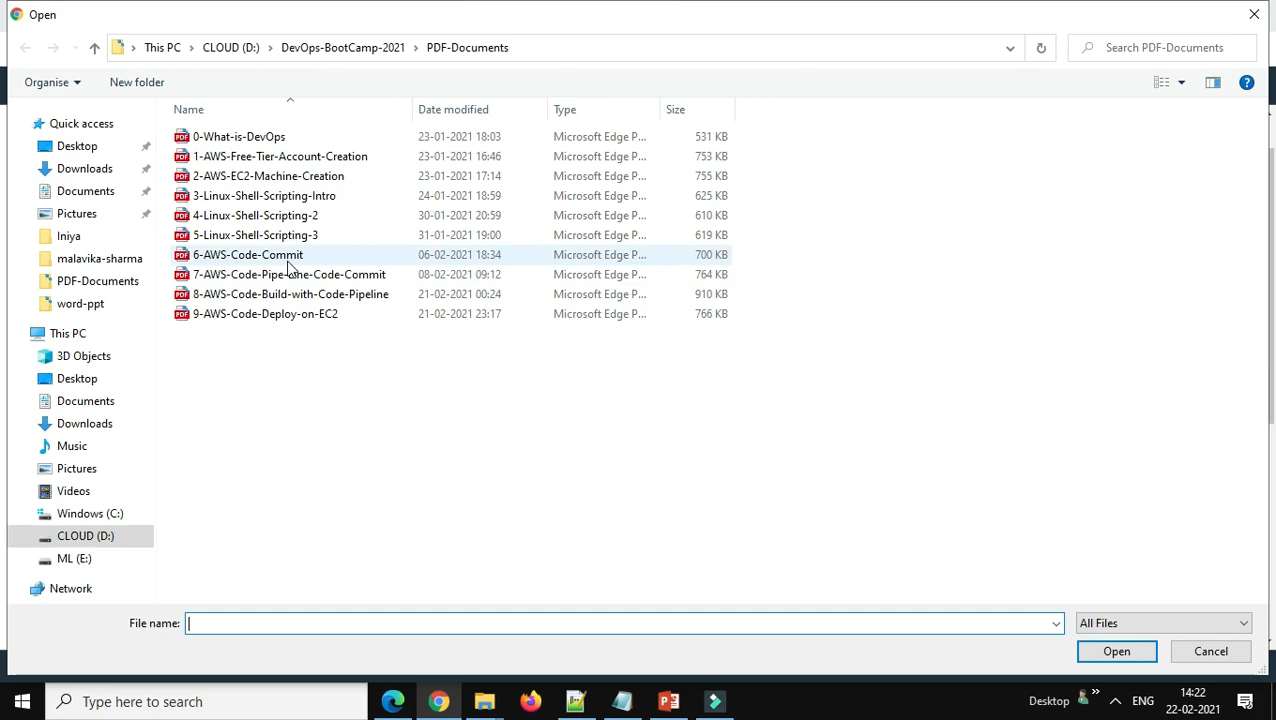 Open
This PC > CLOUD (D:) > DevOps-BootCamp-2021 > PDF-Documents
Search PDF-Documents
Organise
New folder
Name
Date modified
Type
Size
Quick access
Desktop
Downloads
Documents
Pictures
Iniya
malavika-sharma
PDF-Documents
word-ppt
This PC
3D Objects
Desktop
Documents
Downloads
Music
Pictures
Videos
Windows (C:)
CLOUD (D:)
ML (E:)
Network
PDF 0-What-is-DevOps 23-01-2021 18:03 Microsoft Edge P... 531 KB
PDF 1-AWS-Free-Tier-Account-Creation 23-01-2021 16:46 Microsoft Edge P... 753 KB
PDF 2-AWS-EC2-Machine-Creation 23-01-2021 17:14 Microsoft Edge P... 755 KB
PDF 3-Linux-Shell-Scripting-Intro 24-01-2021 18:59 Microsoft Edge P... 625 KB
PDF 4-Linux-Shell-Scripting-2 30-01-2021 20:59 Microsoft Edge P... 610 KB
PDF 5-Linux-Shell-Scripting-3 31-01-2021 19:00 Microsoft Edge P... 619 KB
PDF 6-AWS-Code-Commit 06-02-2021 18:34 Microsoft Edge P... 700 KB
PDF 7-AWS-Code-Pipe-line-Code-Commit 08-02-2021 09:12 Microsoft Edge P... 764 KB
PDF 8-AWS-Code-Build-with-Code-Pipeline 21-02-2021 00:24 Microsoft Edge P... 910 KB
PDF 9-AWS-Code-Deploy-on-EC2 21-02-2021 23:17 Microsoft Edge P... 766 KB
File name:
All Files
Open
Cancel
Type here to search
Desktop
ENG
14:22
22-02-2021